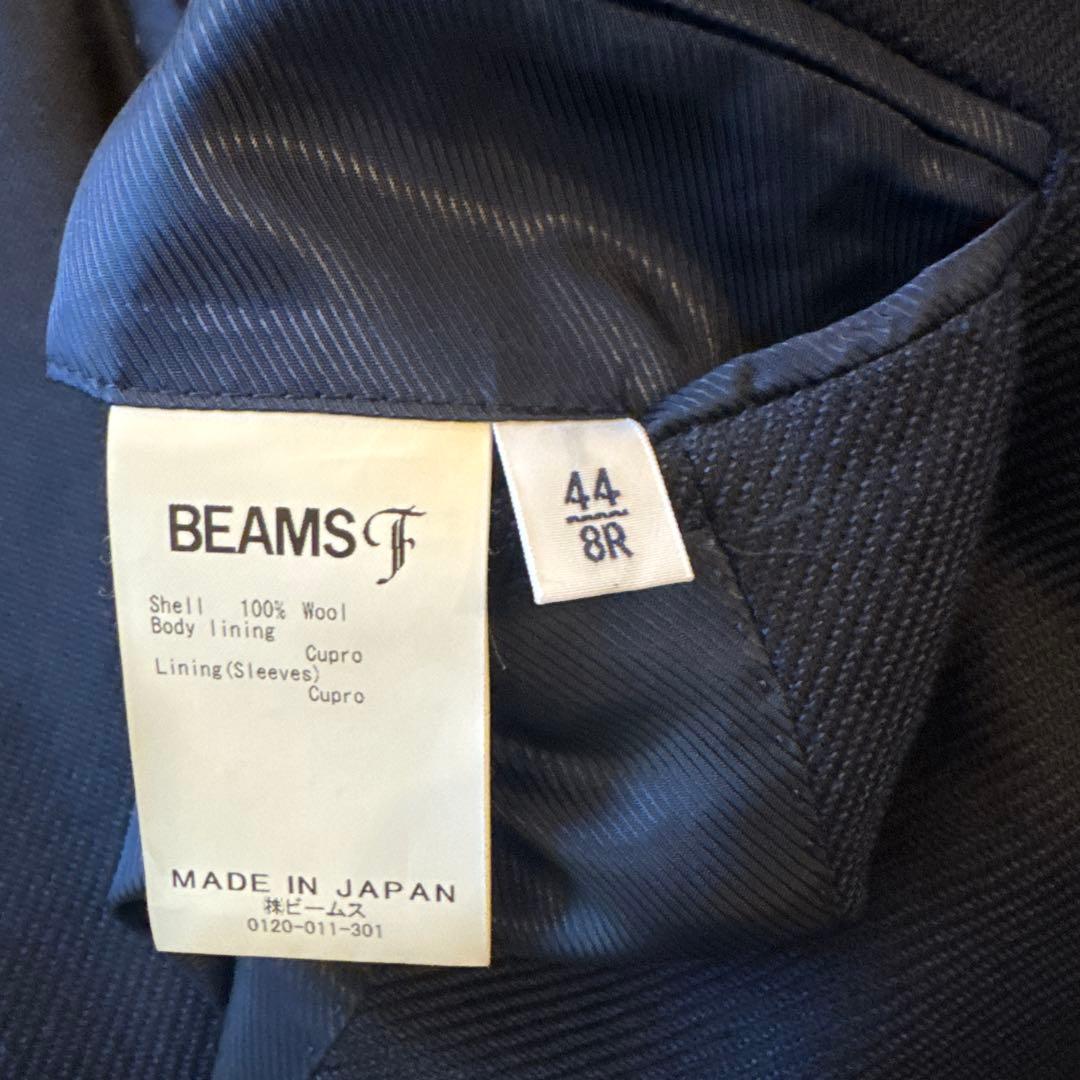 BEAMS F
Shell 100% Wool
Body lining
Cupro
Lining(Sleeves)
Cupro
MADE IN JAPAN
㈱ビームス
0120-011-301
44
8R